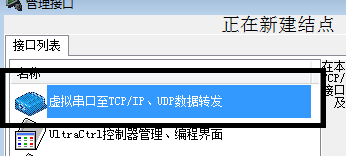 管理接口
正在新建结点
接口列表
名称
虚拟串口至TCP/IP、UDP数据转发
UltraCtrl控制器管理、编程界面
在本
TCP/
接口
及